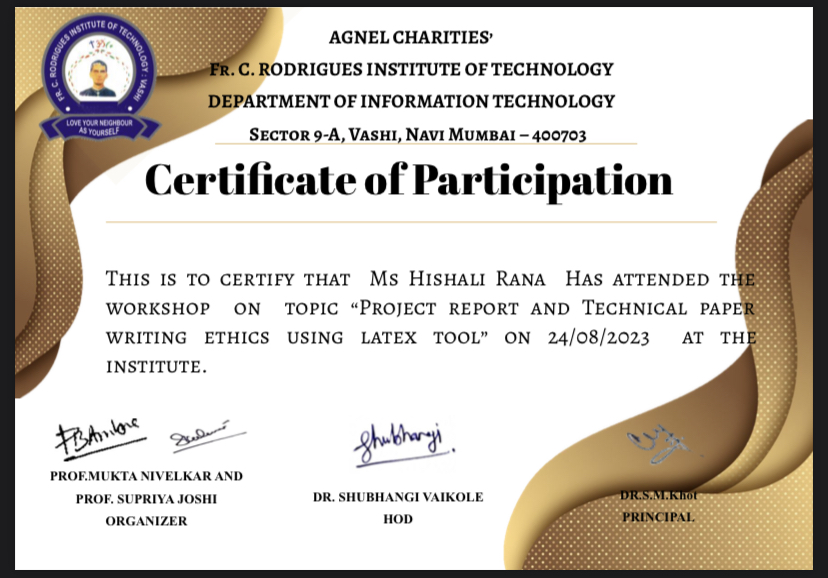 FR. C. RODRIGUES INSTITUTE OF TECHNOLOGY : VASHI
LOVE YOUR NEIGHBOUR
AS YOURSELF
AGNEL CHARITIES’
FR. C. RODRIGUES INSTITUTE OF TECHNOLOGY
DEPARTMENT OF INFORMATION TECHNOLOGY
SECTOR 9-A, VASHI, NAVI MUMBAI – 400703
Certificate of Participation
THIS IS TO CERTIFY THAT MS HISHALI RANA HAS ATTENDED THE
WORKSHOP ON TOPIC “PROJECT REPORT AND TECHNICAL PAPER
WRITING ETHICS USING LATEX TOOL” ON 24/08/2023 AT THE
INSTITUTE.
Shubhangi
PROF.MUKTA NIVELKAR AND
PROF. SUPRIYA JOSHI
ORGANIZER
DR. SHUBHANGI VAIKOLE
HOD
DR.S.M.Khot
PRINCIPAL